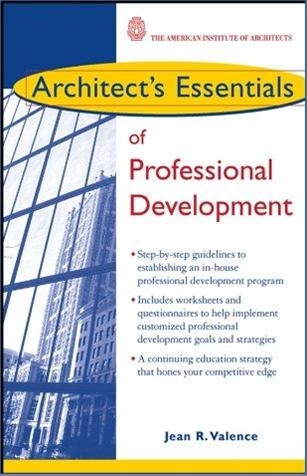 THE AMERICAN INSTITUTE OF ARCHITECTS
Architect's Essentials
of
Professional
Development
• Step-by-step guidelines to
establishing an in-house
professional development program
• Includes worksheets and
questionnaires to help implement
customized professional
development goals and strategies
• A continuing education strategy
that hones your competitive edge
Jean R. Valence